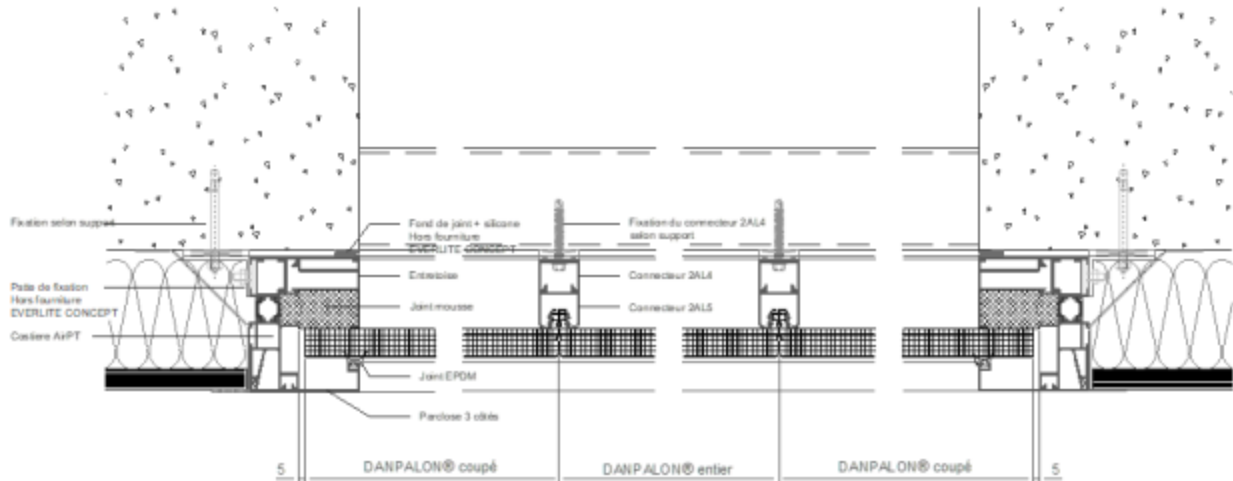 Fixation selon support
Fond de joint + silicone
Hors fourniture
EVERLITE CONCEPT
Fixation du connecteur 2AL4
selon support
Entretoise
Connecteur 2AL4
Patte de fixation
Hors fourniture
EVERLITE CONCEPT
Joint mousse
Connecteur 2AL5
Costiere AirPT
Joint EPDM
Parclose 3 côtés
5 DANPALON® coupé DANPALON® entier DANPALON® coupé 5